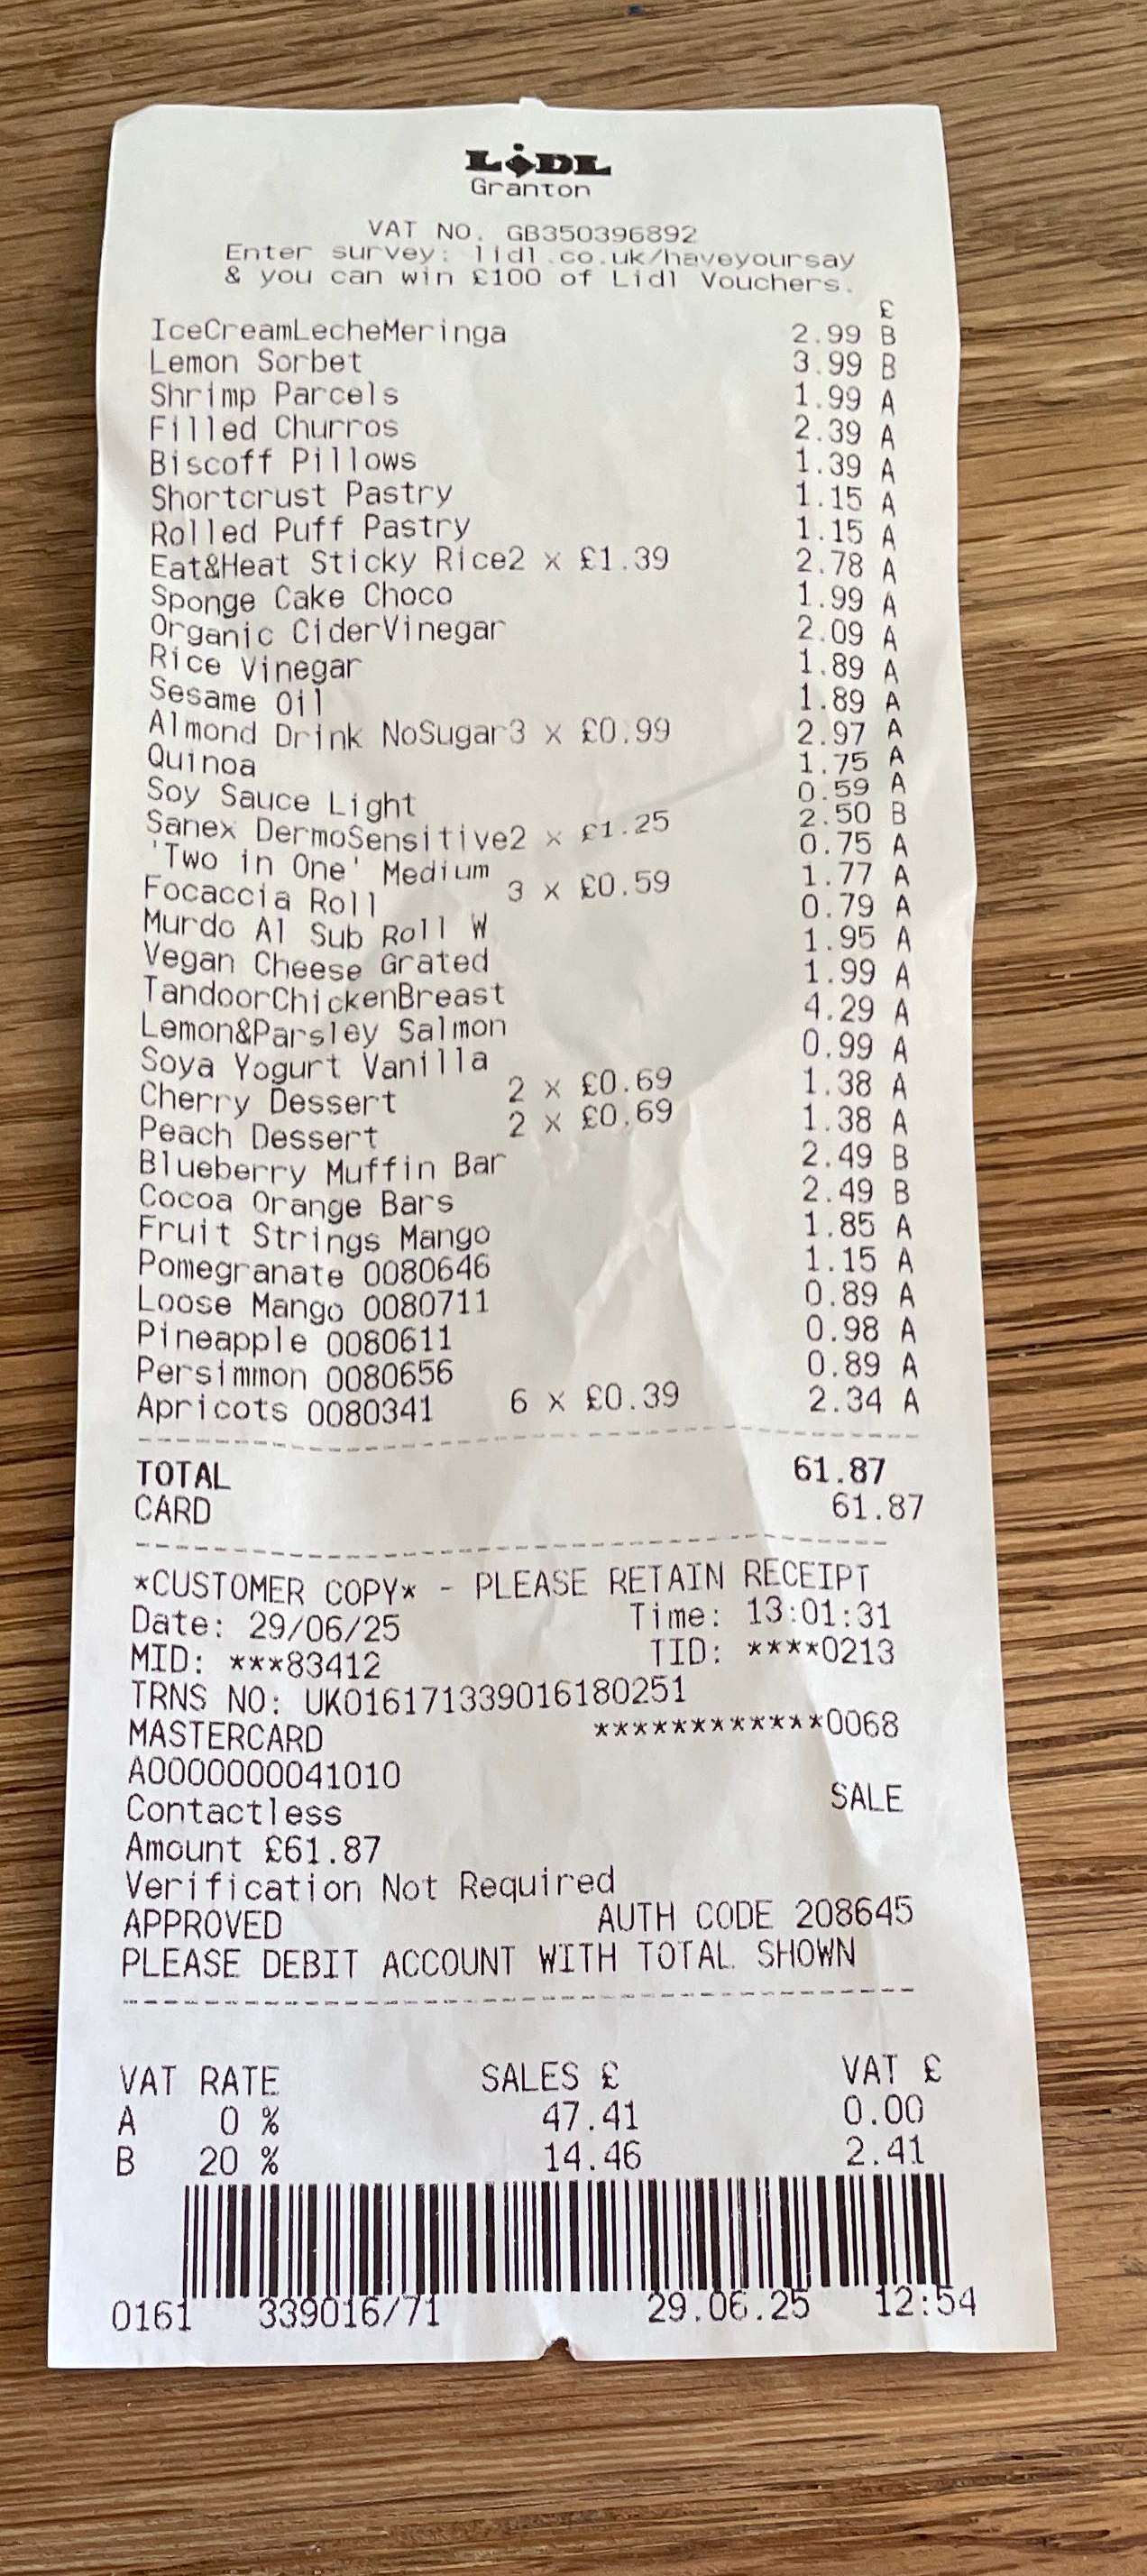 LiDL
Granton
VAT NO. GB350396892
Enter survey: lidl.co.uk/haveyoursay
& you can win £100 of Lidl Vouchers.
£
IceCreamLecheMeringa 2.99 B
Lemon Sorbet 3.99 B
Shrimp Parcels 1.99 A
Filled Churros 2.39 A
Biscoff Pillows 1.39 A
Shortcrust Pastry 1.15 A
Rolled Puff Pastry 1.15 A
Eat&Heat Sticky Rice2 x £1.39 2.78 A
Sponge Cake Choco 1.99 A
Organic CiderVinegar 2.09 A
Rice Vinegar 1.89 A
Sesame Oil 1.89 A
Almond Drink NoSugar3 x £0.99 2.97 A
Quinoa 1.75 A
Soy Sauce Light 0.59 A
Sanex DermoSensitive2 x £1.25 2.50 B
'Two in One' Medium 0.75 A
Focaccia Roll 3 x £0.59 1.77 A
Murdo Al Sub Roll W 0.79 A
Vegan Cheese Grated 1.95 A
TandoorChickenBreast 1.99 A
Lemon&Parsley Salmon 4.29 A
Soya Yogurt Vanilla 0.99 A
Cherry Dessert 2 x £0.69 1.38 A
Peach Dessert 2 x £0.69 1.38 A
Blueberry Muffin Bar 2.49 B
Cocoa Orange Bars 2.49 B
Fruit Strings Mango 1.85 A
Pomegranate 0080646 1.15 A
Loose Mango 0080711 0.89 A
Pineapple 0080611 0.98 A
Persimmon 0080656 0.89 A
Apricots 0080341 6 x £0.39 2.34 A
TOTAL 61.87
CARD 61.87
*CUSTOMER COPY* - PLEASE RETAIN RECEIPT
Date: 29/06/25 Time: 13:01:31
MID: ***83412 TID: ****0213
TRNS NO: UK016171339016180251
MASTERCARD ************0068
A0000000041010
Contactless SALE
Amount £61.87
Verification Not Required
APPROVED AUTH CODE 208645
PLEASE DEBIT ACCOUNT WITH TOTAL SHOWN
VAT RATE SALES £ VAT £
A 0 % 47.41 0.00
B 20 % 14.46 2.41
0161 339016/71 29.06.25 12:54